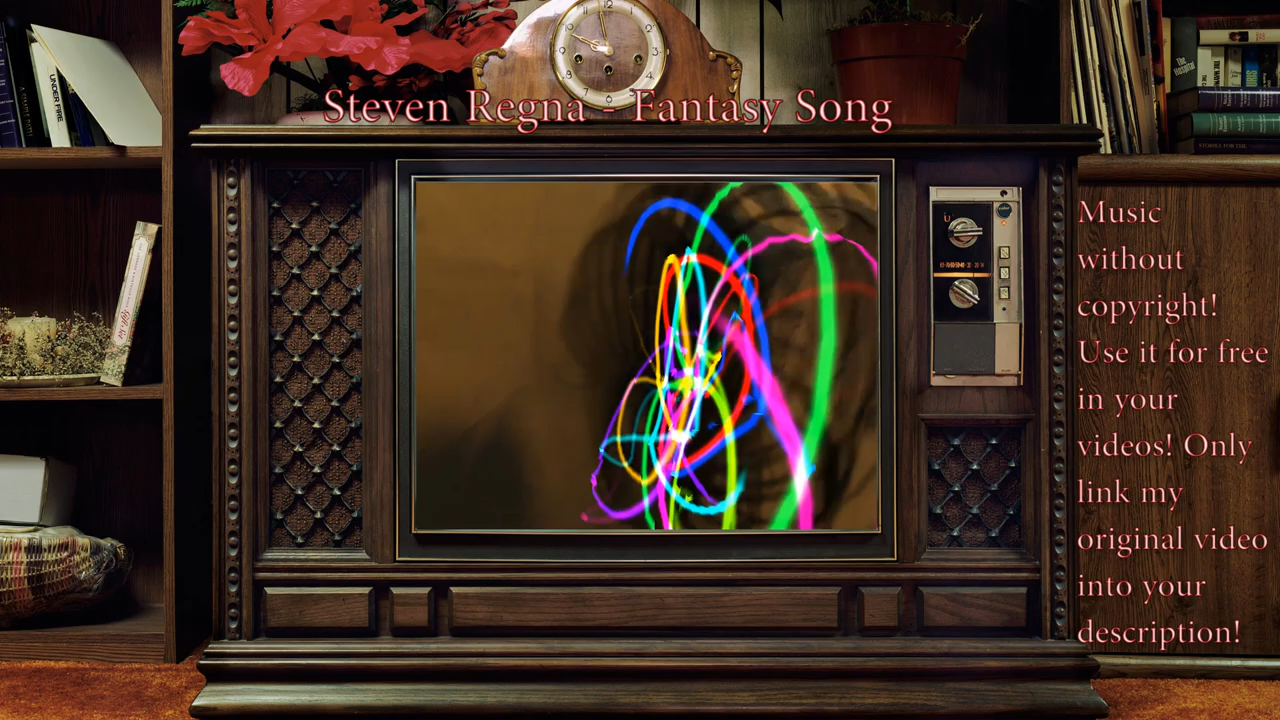 UNDER FIRE.
Steven Regna - Fantasy Song
Music
without
copyright!
Use it for free
in your
videos! Only
link my
original video
into your
description!